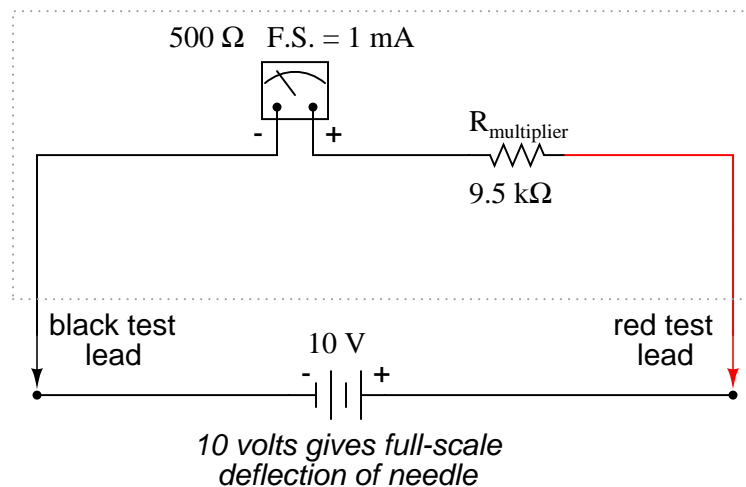 500 Ω F.S. = 1 mA
- +
R multiplier
9.5 kΩ
black test
lead
10 V
- +
red test
lead
10 volts gives full-scale
deflection of needle